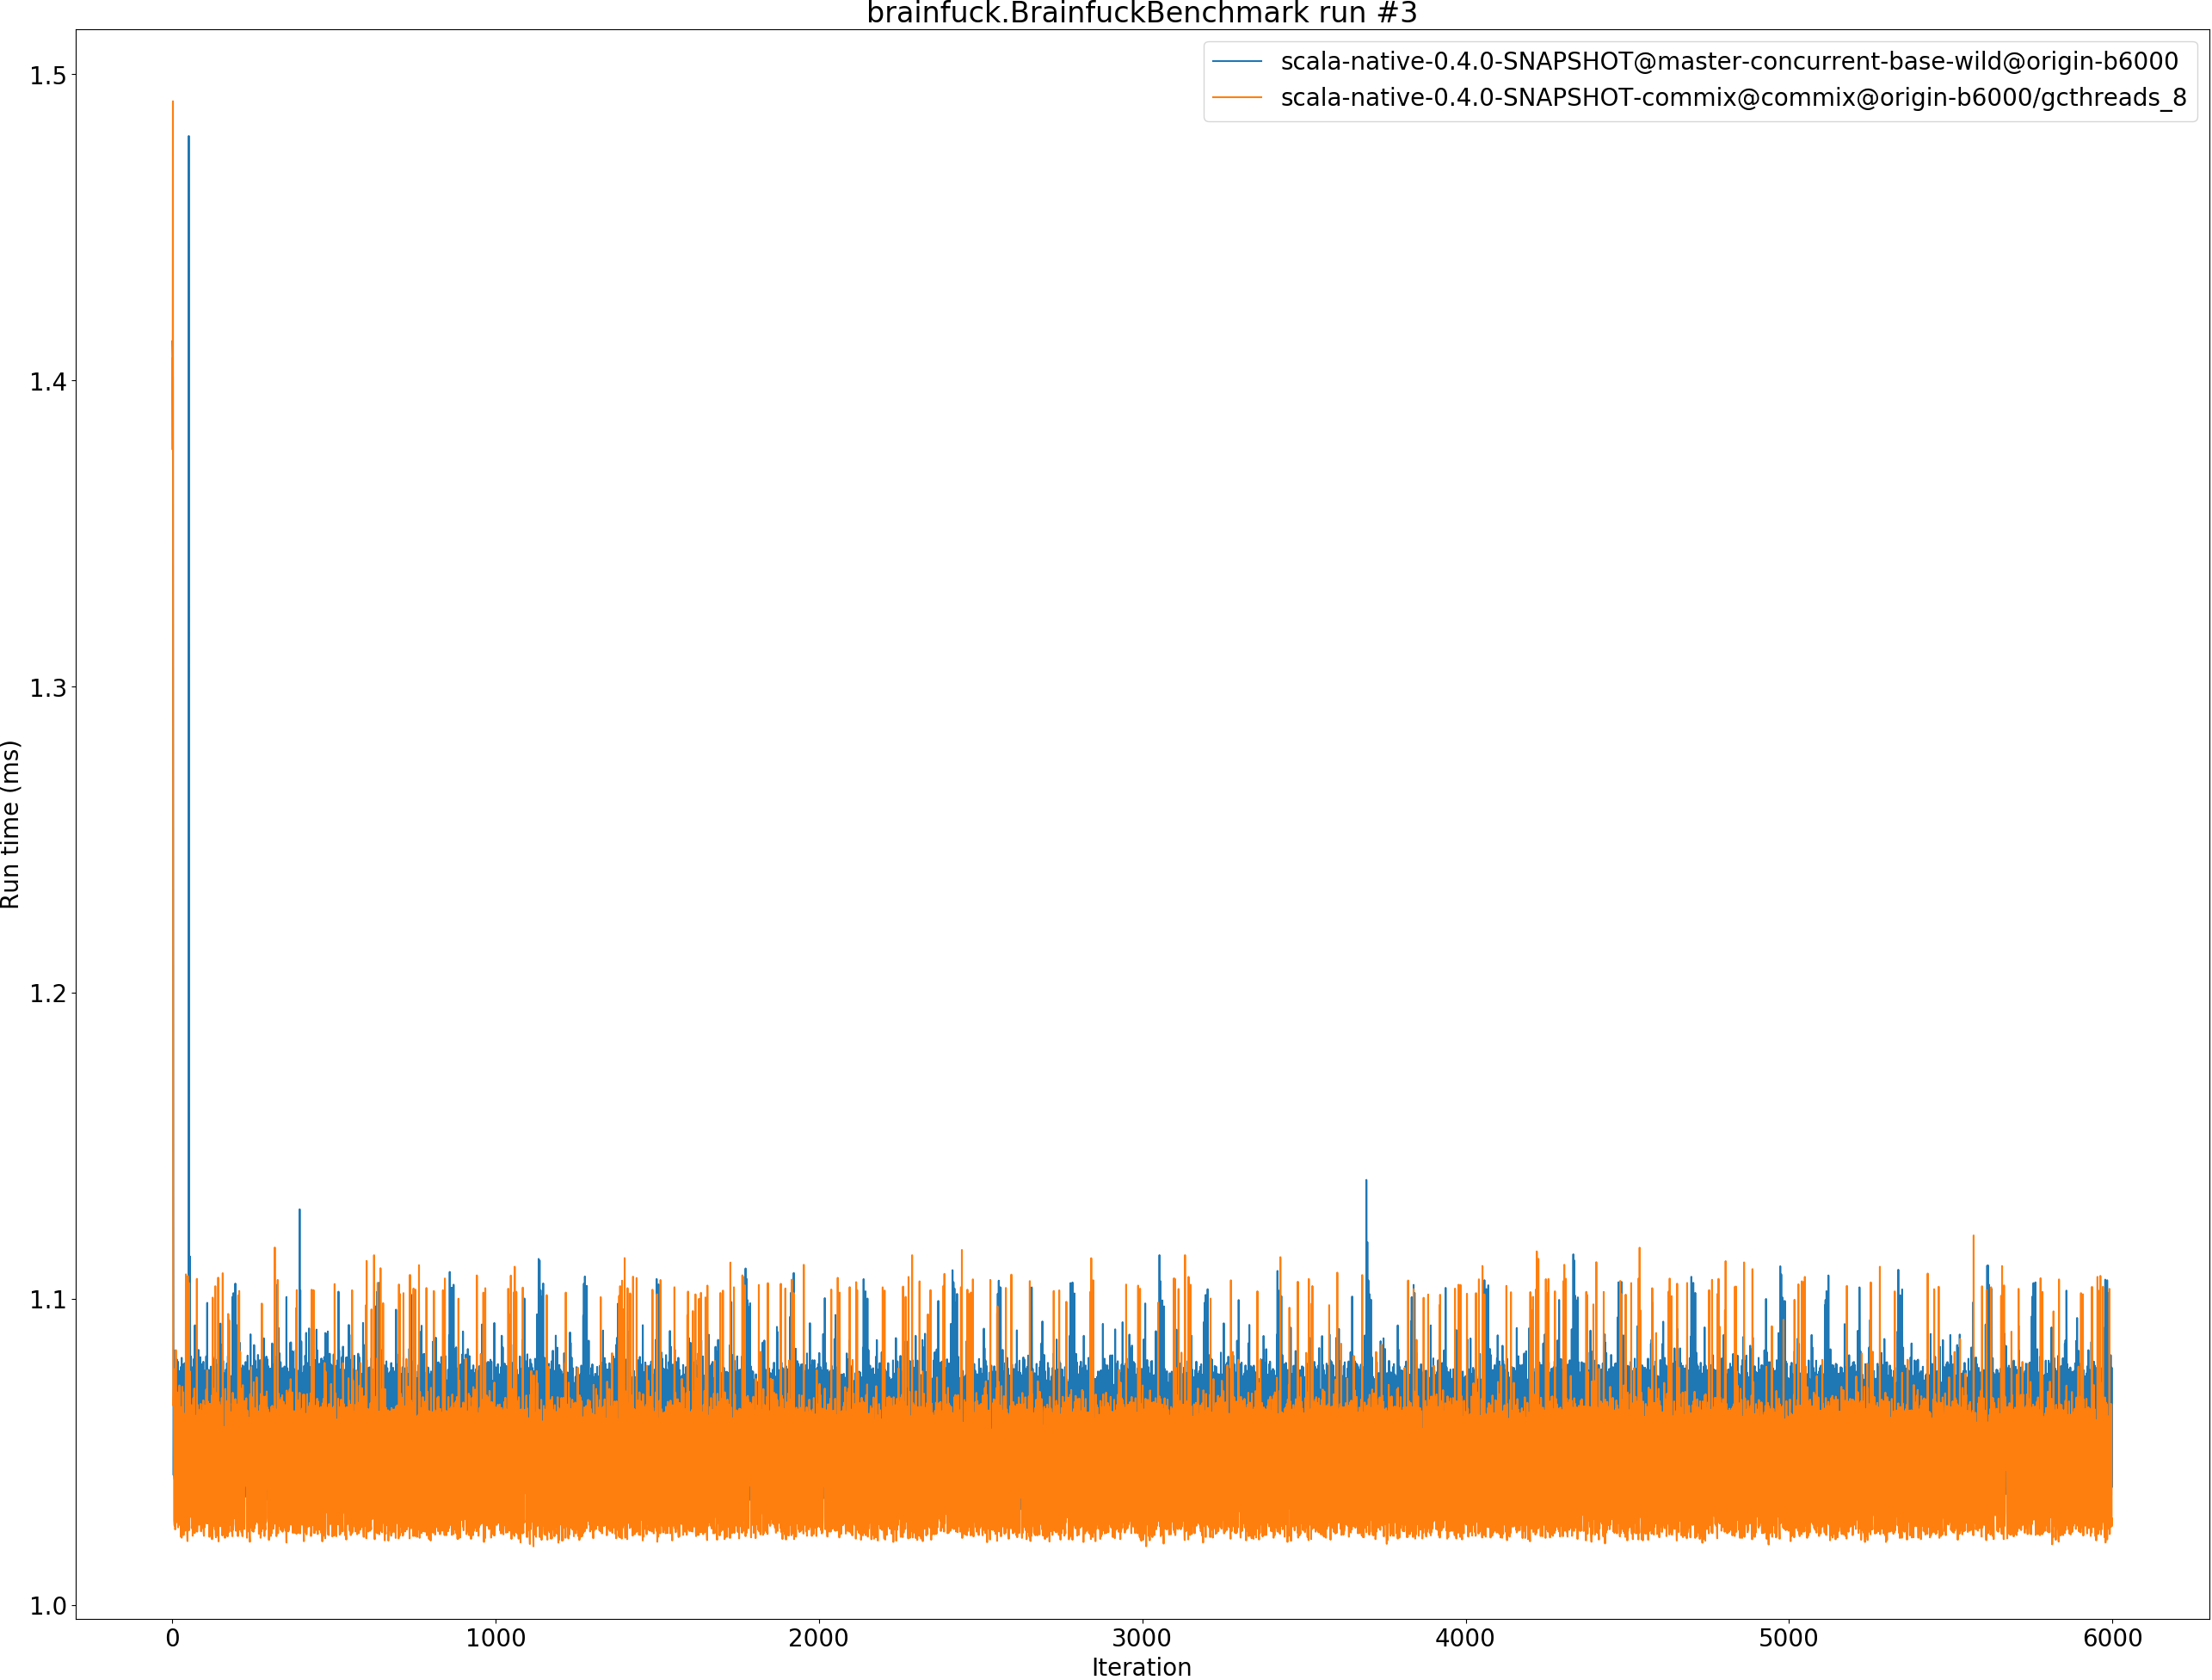 brainfuck.BrainfuckBenchmark run #3
scala-native-0.4.0-SNAPSHOT@master-concurrent-base-wild@origin-b6000
scala-native-0.4.0-SNAPSHOT-commix@commix@origin-b6000/gcthreads_8
1.5
1.4
1.3
1.2
1.1
1.0
Run time (ms)
0 1000 2000 3000 4000 5000 6000
Iteration